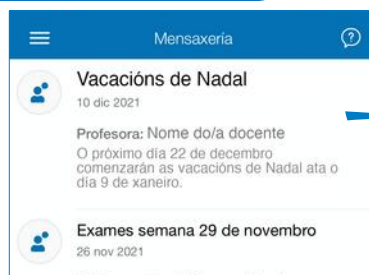 Mensaxería
?
Vacacións de Nadal
10 dic 2021
Profesora: Nome do/a docente
O próximo día 22 de decembro
comenzarán as vacacións de Nadal ata o
día 9 de xaneiro.
Exames semana 29 de novembro
26 nov 2021